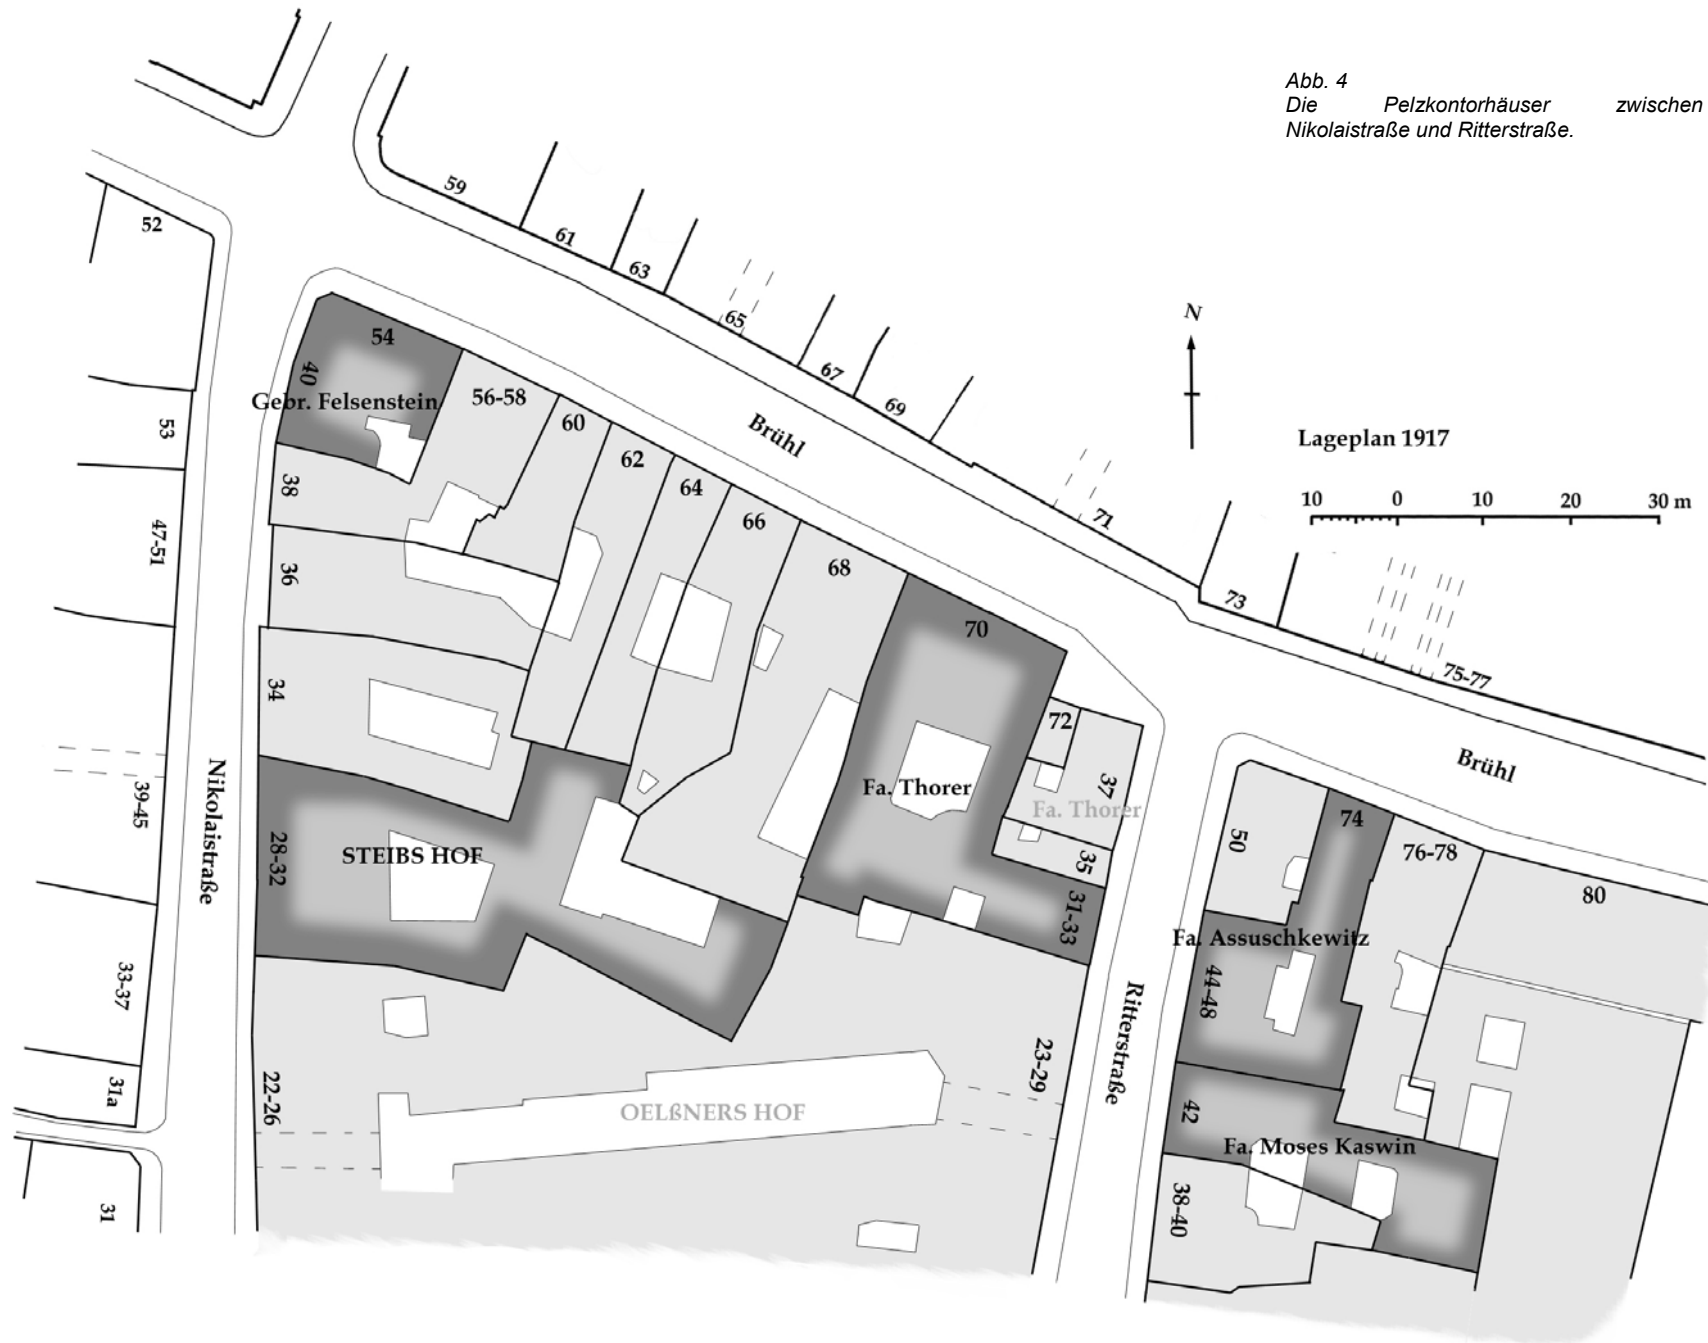 Abb. 4
Die Pelzkontorhäuser zwischen
Nikolaistraße und Ritterstraße.
N
Lageplan 1917
10 0 10 20 30 m
59
61
63
65
67
69
71
73
75-77
Brühl
Brühl
52
53
47-51
39-45
33-37
31a
31
Nikolaistraße
54
40
Gebr. Felsenstein
38
36
34
28-32
STEIBS HOF
22-26
OELßNERS HOF
56-58
60
62
64
66
68
70
Fa. Thorer
72
37
Fa. Thorer
35
31-33
23-29
Ritterstraße
50
74
76-78
80
Fa. Assuschkewitz
44-48
42
Fa. Moses Kaswin
38-40